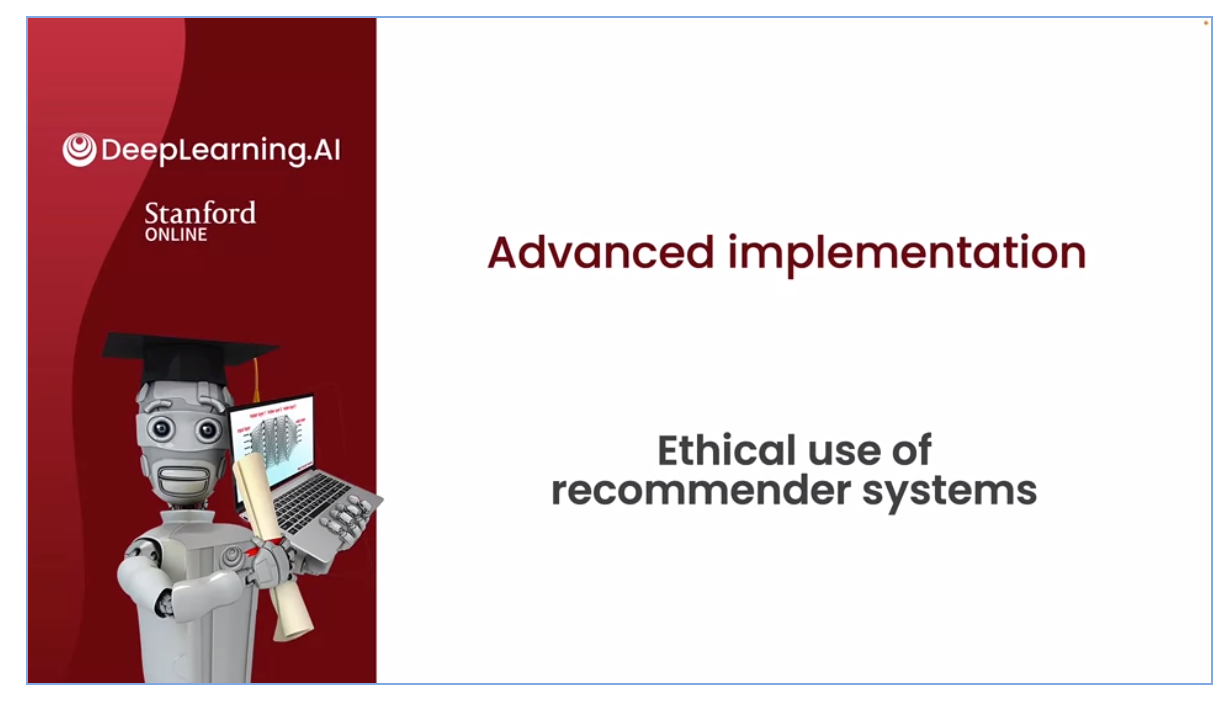 DeepLearning.AI
Stanford
ONLINE
Advanced implementation
Ethical use of
recommender systems